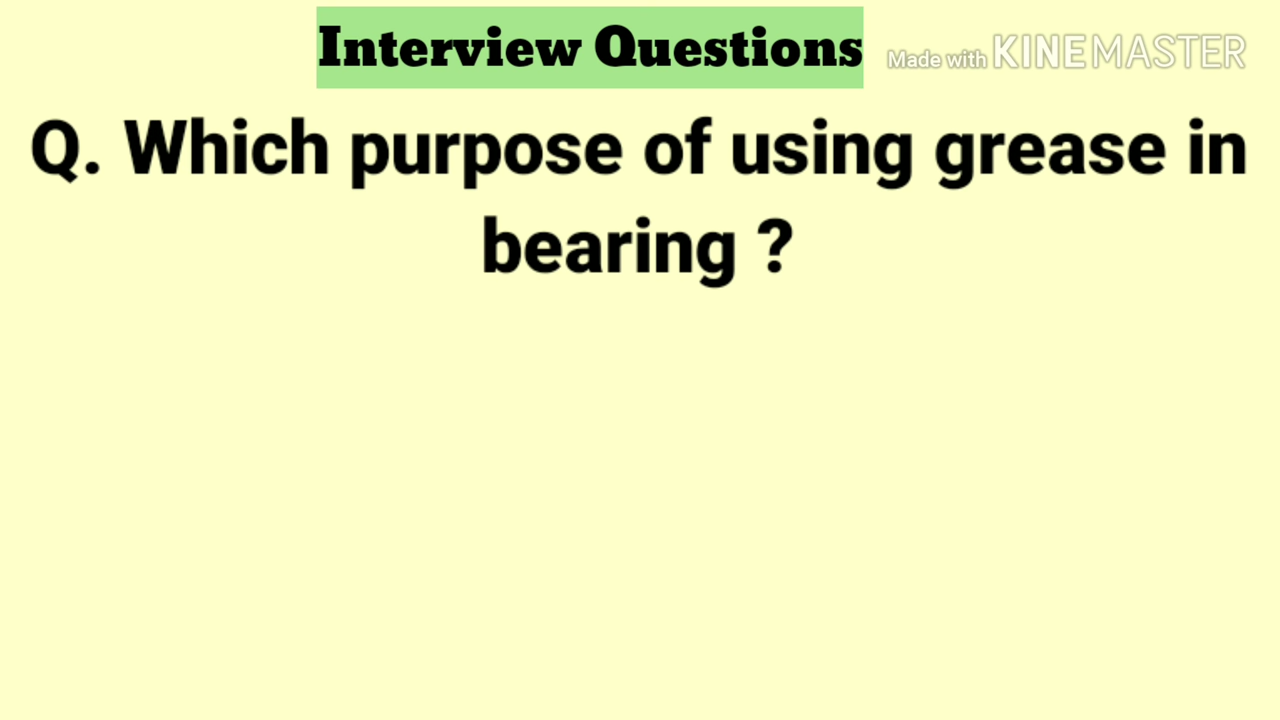 Interview Questions
Made with KINEMASTER
Q. Which purpose of using grease in
bearing ?